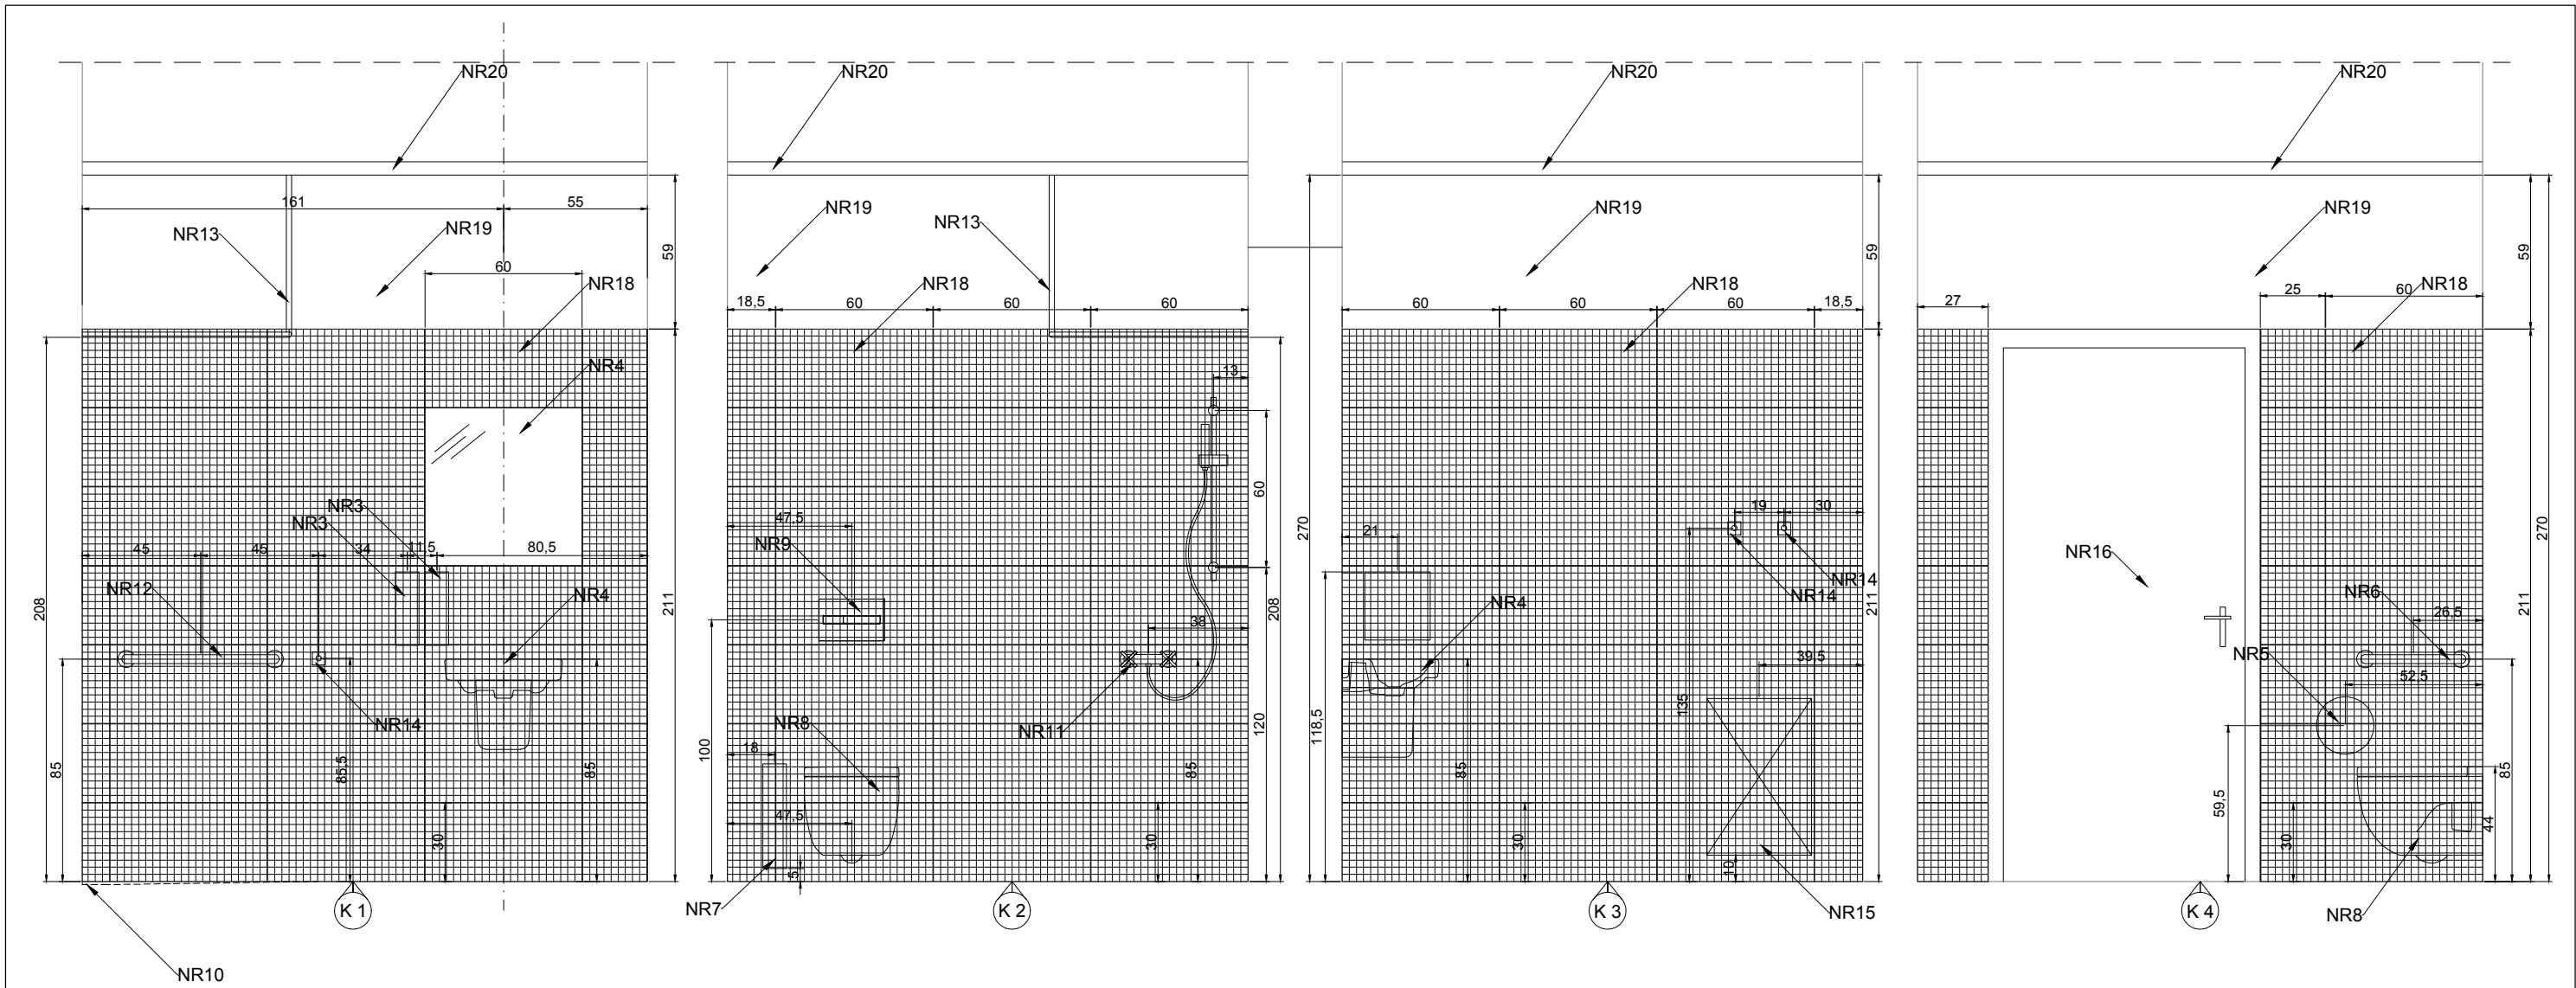 NR20
161
55
NR13
NR19
59
60
NR18
NR4
NR3
NR3
45
45
34
11,5
80,5
NR12
NR4
208
211
NR14
85
85,5
85
30
K 1
NR10
NR20
NR19
NR13
18,5
60
NR18
60
60
13
60
47,5
NR9
38
208
NR8
NR11
18
100
120
85
47,5
30
5
NR7
K 2
NR20
NR19
59
60
60
NR18
60
18,5
270
19
30
21
NR14
NR14
211
NR4
39,5
135
118,5
85
30
10
K 3
NR15
NR20
NR19
59
27
25
60
NR18
270
NR16
NR6
211
26,5
NR5
52,5
85
59,5
44
30
K 4
NR8